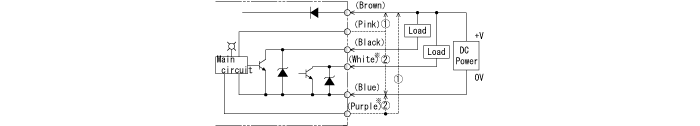 (Brown)
(Pink)①
Load
(Black)
+V
Load
DC
Power
Main
circuit
(White)※②
①
0V
(Blue)
(Purple)※②